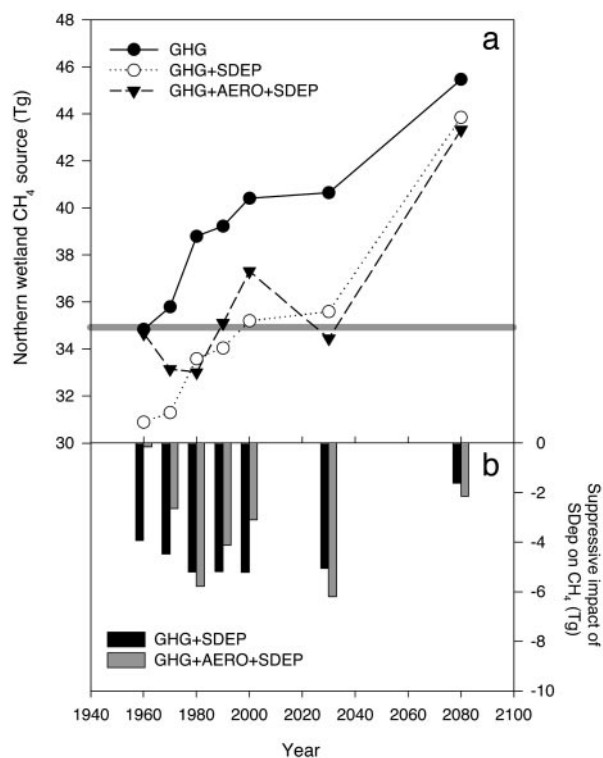 48
46
44
42
40
38
36
34
32
30
Northern wetland CH4 source (Tg)
a
GHG
GHG+SDEP
GHG+AERO+SDEP
b
0
-2
-4
-6
-8
-10
Suppressive impact of
SDep on CH4 (Tg)
GHG+SDEP
GHG+AERO+SDEP
1940 1960 1980 2000 2020 2040 2060 2080 2100
Year